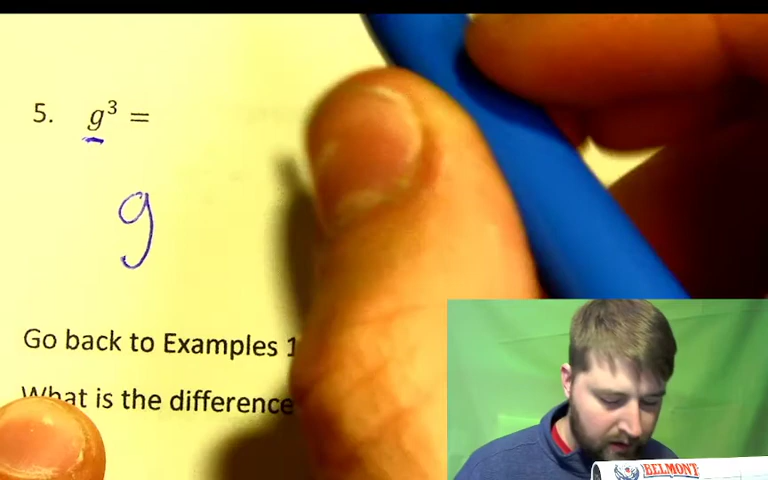 5. g³ =
g
Go back to Examples 1
What is the difference
BELMONT